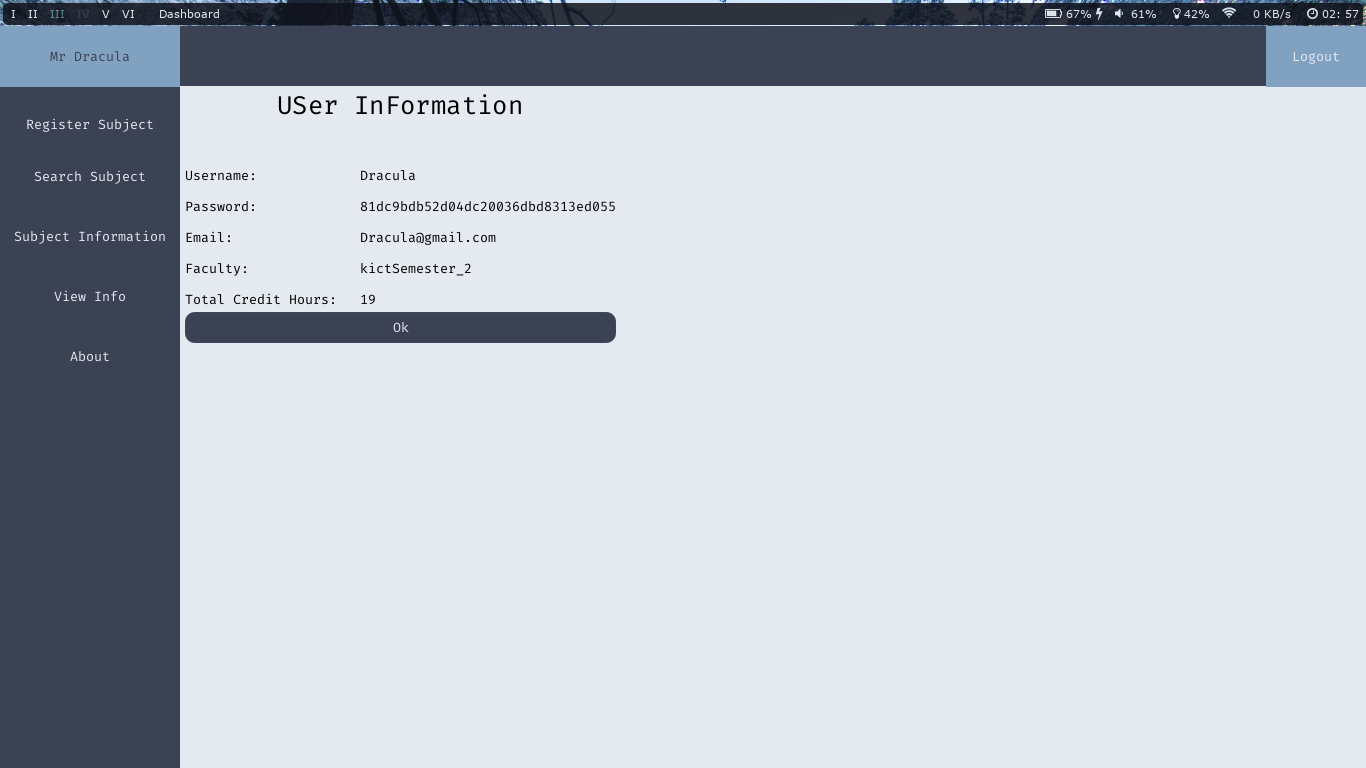 I II III IV V VI Dashboard 67% 61% 42% 0 KB/s 02: 57
Mr Dracula Logout
USer InFormation
Register Subject
Search Subject
Subject Information
View Info
About
Username: Dracula
Password: 81dc9bdb52d04dc20036dbd8313ed055
Email: Dracula@gmail.com
Faculty: kictSemester_2
Total Credit Hours: 19
Ok